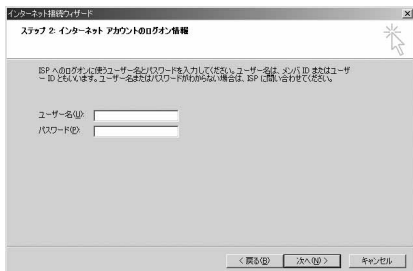 インターネット接続ウィザード
ステップ 2: インターネット アカウントのログオン情報
ISP へのログオンに使うユーザー名とパスワードを入力してください。ユーザー名は、メンバ ID またはユーザ
ー ID ともいいます。ユーザー名またはパスワードがわからない場合は、ISP に問い合わせてください。
ユーザー名(U):
パスワード(P):
< 戻る(B)
次へ(N) >
キャンセル